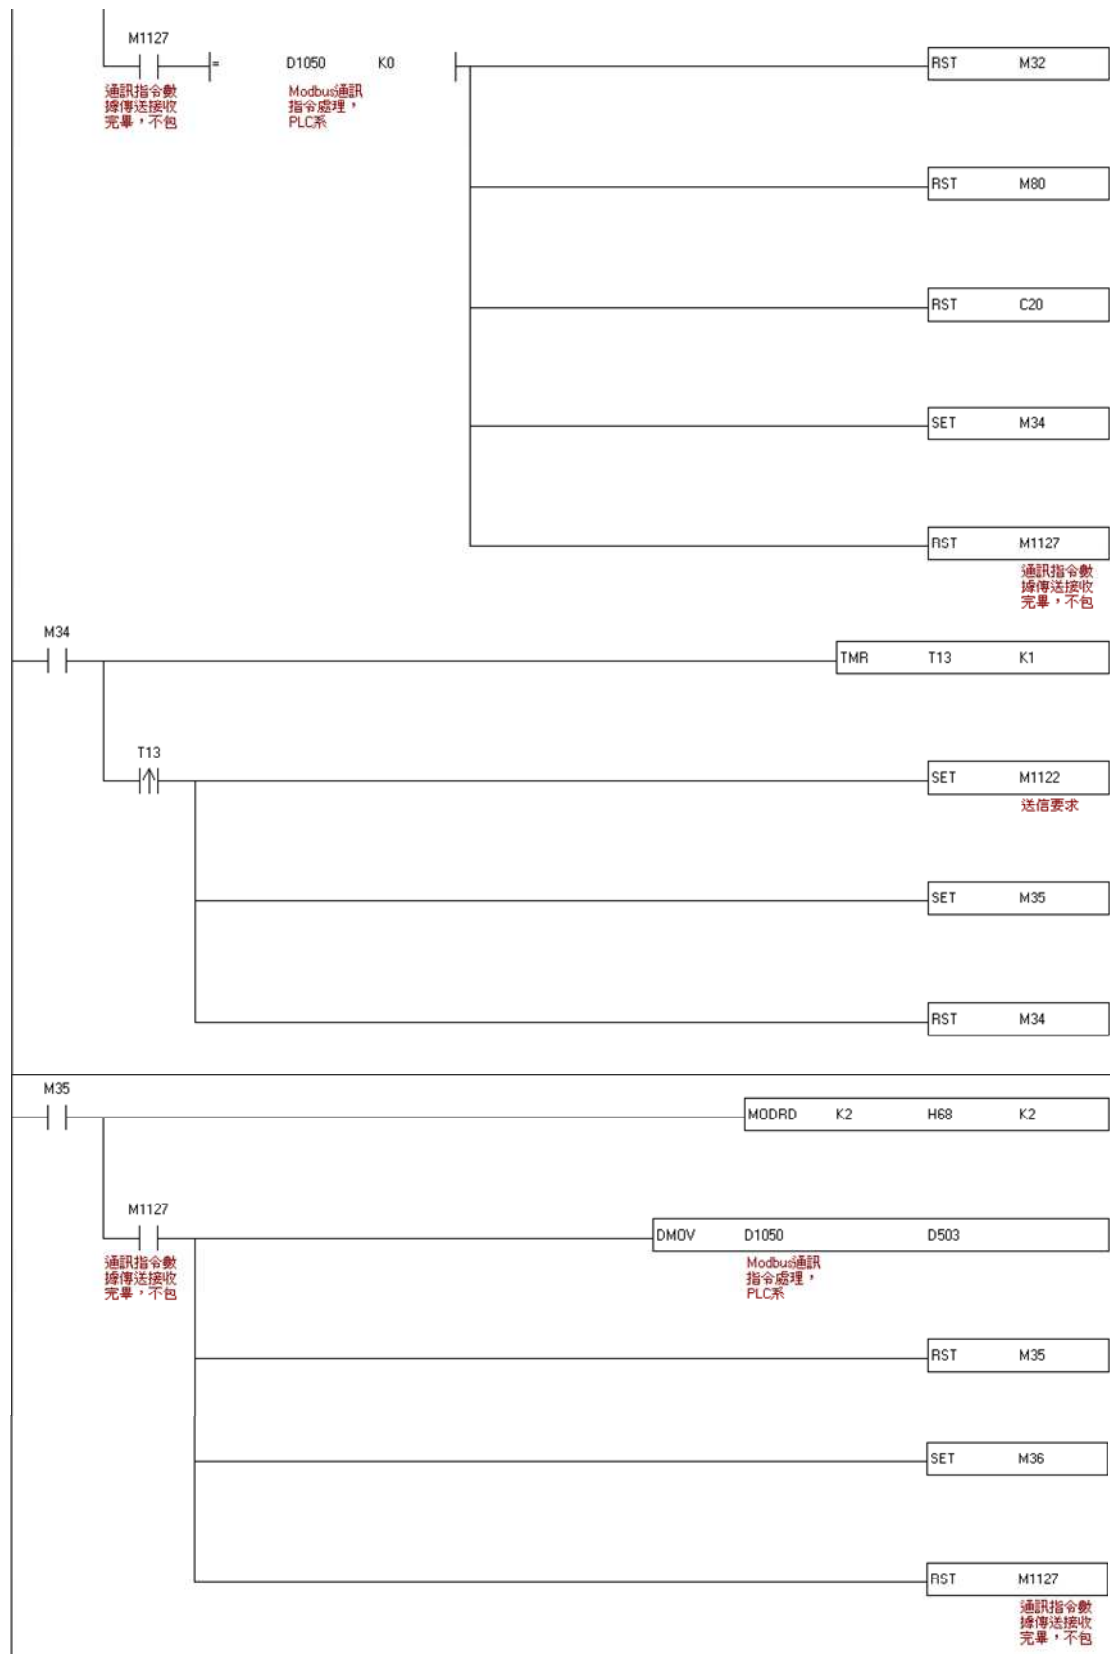 M1127
= D1050 K0
RST M32
通訊指令數
據傳送接收
完畢，不包
Modbus通訊
指令處理，
PLC系
RST M80
RST C20
SET M34
RST M1127
通訊指令數
據傳送接收
完畢，不包
M34
TMR T13 K1
T13
SET M1122
送信要求
SET M35
RST M34
M35
MODRD K2 H68 K2
M1127
DMOV D1050 D503
通訊指令數
據傳送接收
完畢，不包
Modbus通訊
指令處理，
PLC系
RST M35
SET M36
RST M1127
通訊指令數
據傳送接收
完畢，不包